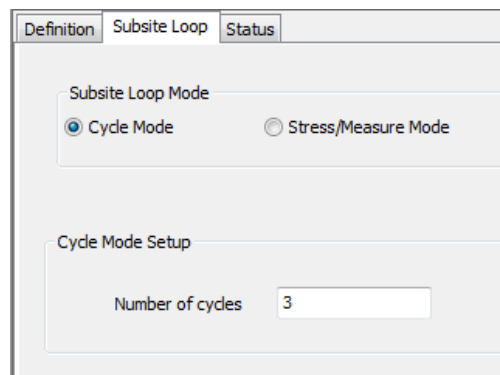 Definition Subsite Loop Status
Subsite Loop Mode
Cycle Mode Stress/Measure Mode
Cycle Mode Setup
Number of cycles 3